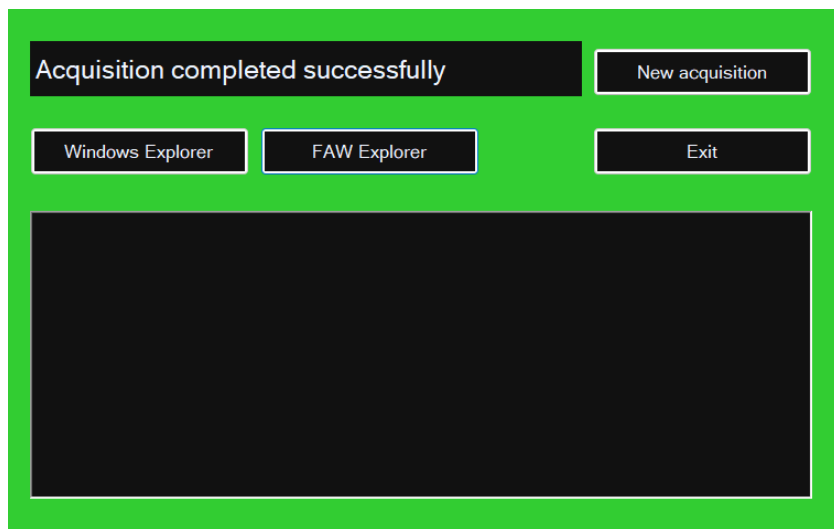 Acquisition completed successfully
New acquisition
Windows Explorer
FAW Explorer
Exit